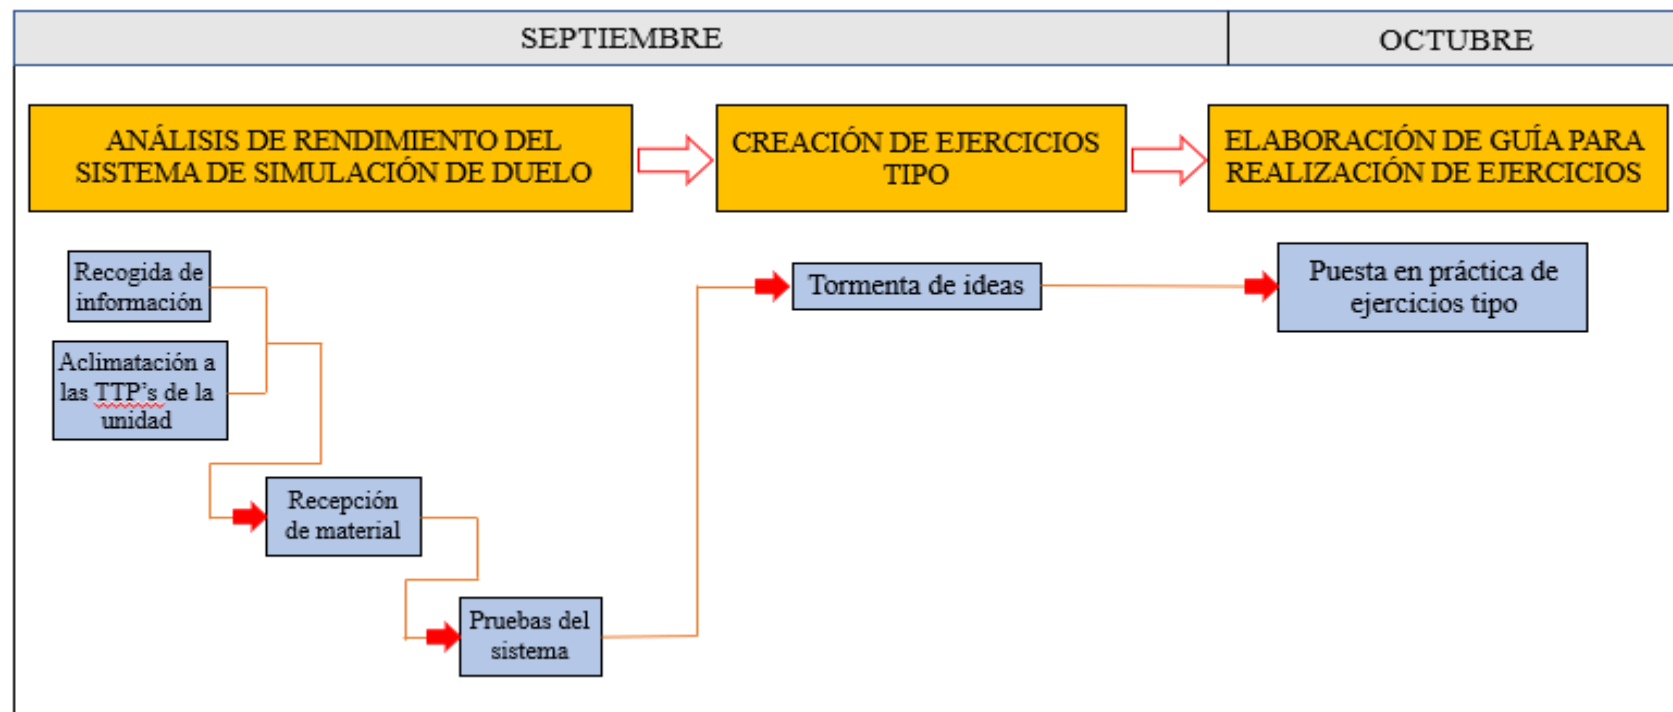 SEPTIEMBRE
OCTUBRE
ANÁLISIS DE RENDIMIENTO DEL
SISTEMA DE SIMULACIÓN DE DUELO
CREACIÓN DE EJERCICIOS
TIPO
ELABORACIÓN DE GUÍA PARA
REALIZACIÓN DE EJERCICIOS
Recogida de
información
Aclimatación a
las TTP's de la
unidad
Recepción
de material
Pruebas del
sistema
Tormenta de ideas
Puesta en práctica de
ejercicios tipo